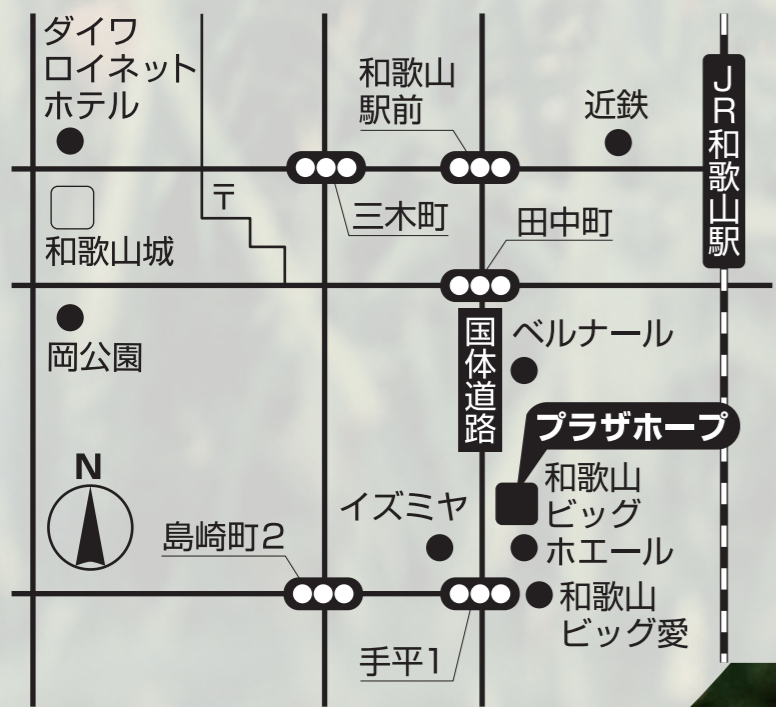 ダイワ
ロイネット
ホテル
和歌山
駅前
近鉄
JR和歌山駅
〒
三木町
田中町
和歌山城
岡公園
国体道路
ベルナール
プラザホープ
N
イズミヤ
和歌山
ビッグ
ホエール
島崎町2
和歌山
ビッグ愛
手平1